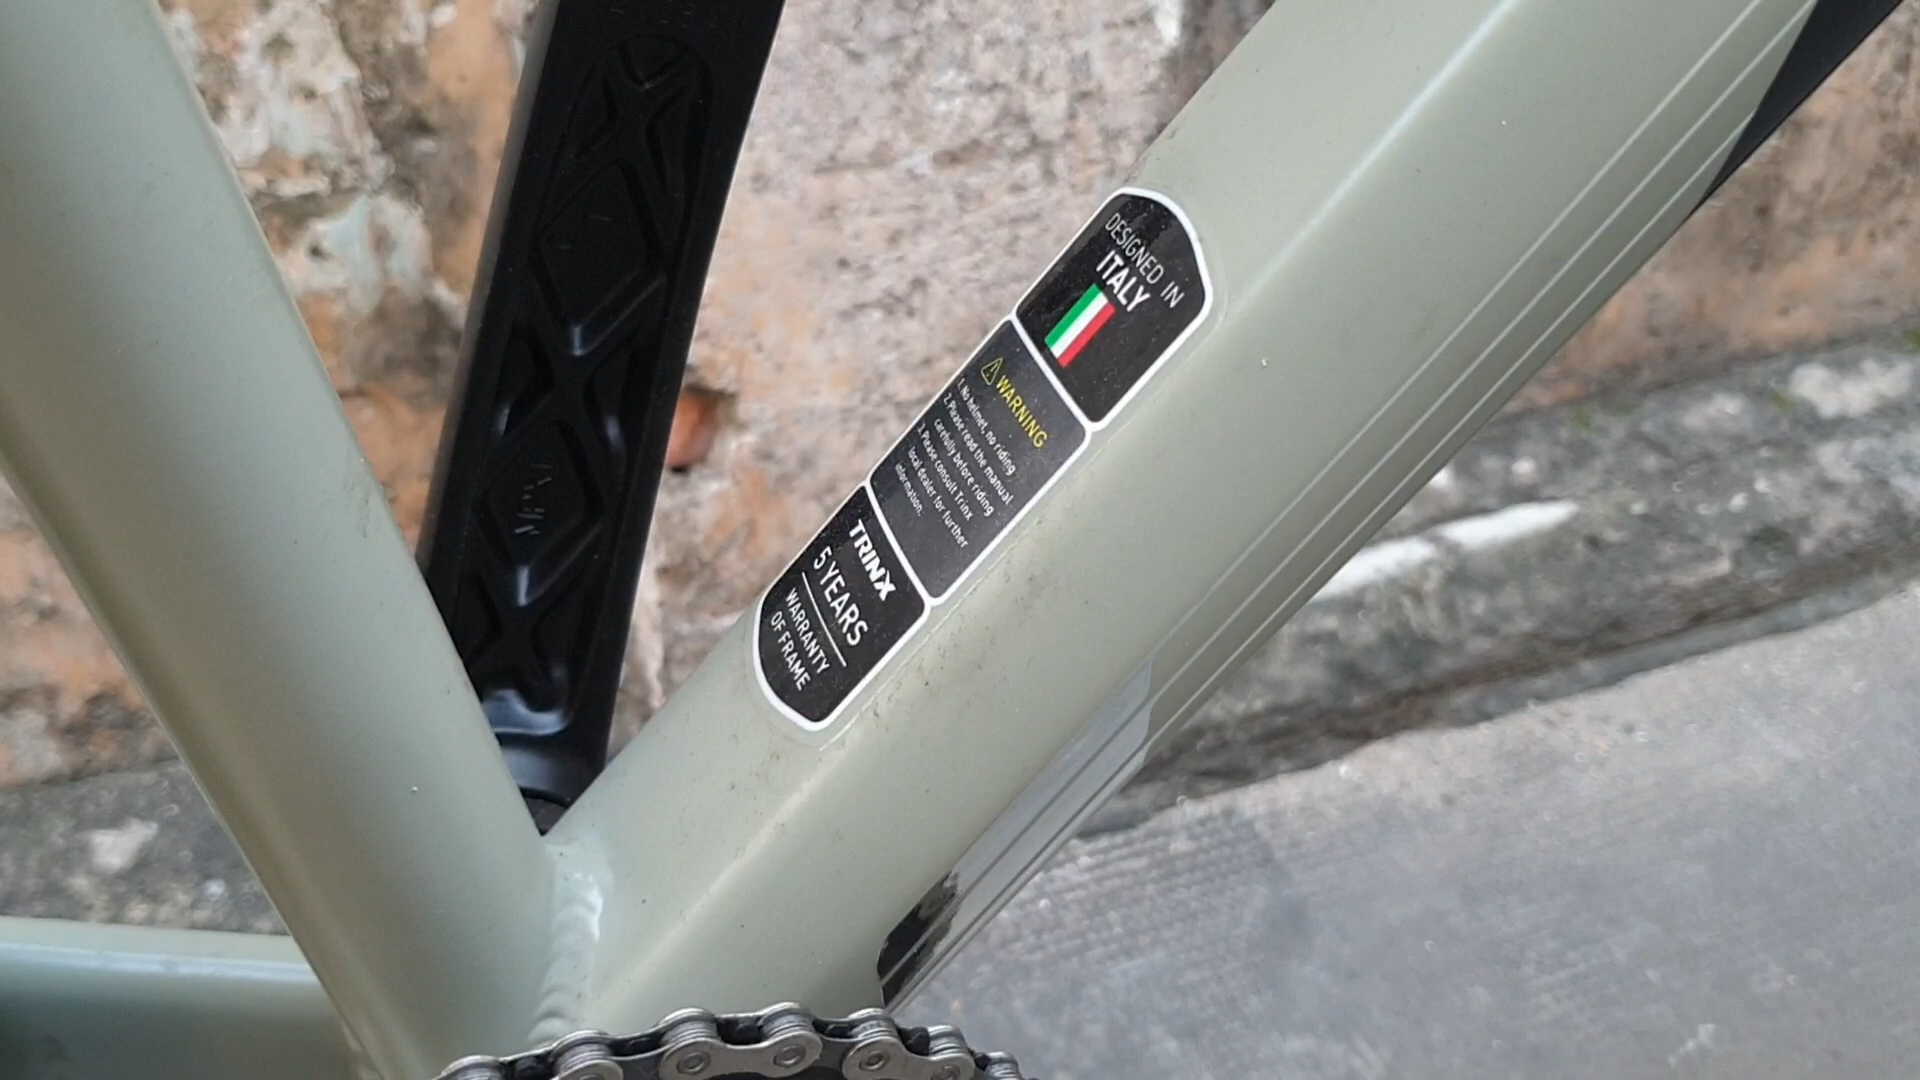 DESIGNED IN
ITALY
WARNING
1. No helmet, no riding
2. Please read the manual
carefully before riding
3. Please consult Trinx
local dealer for further
information.
TRINX
5 YEARS
WARRANTY
OF FRAME